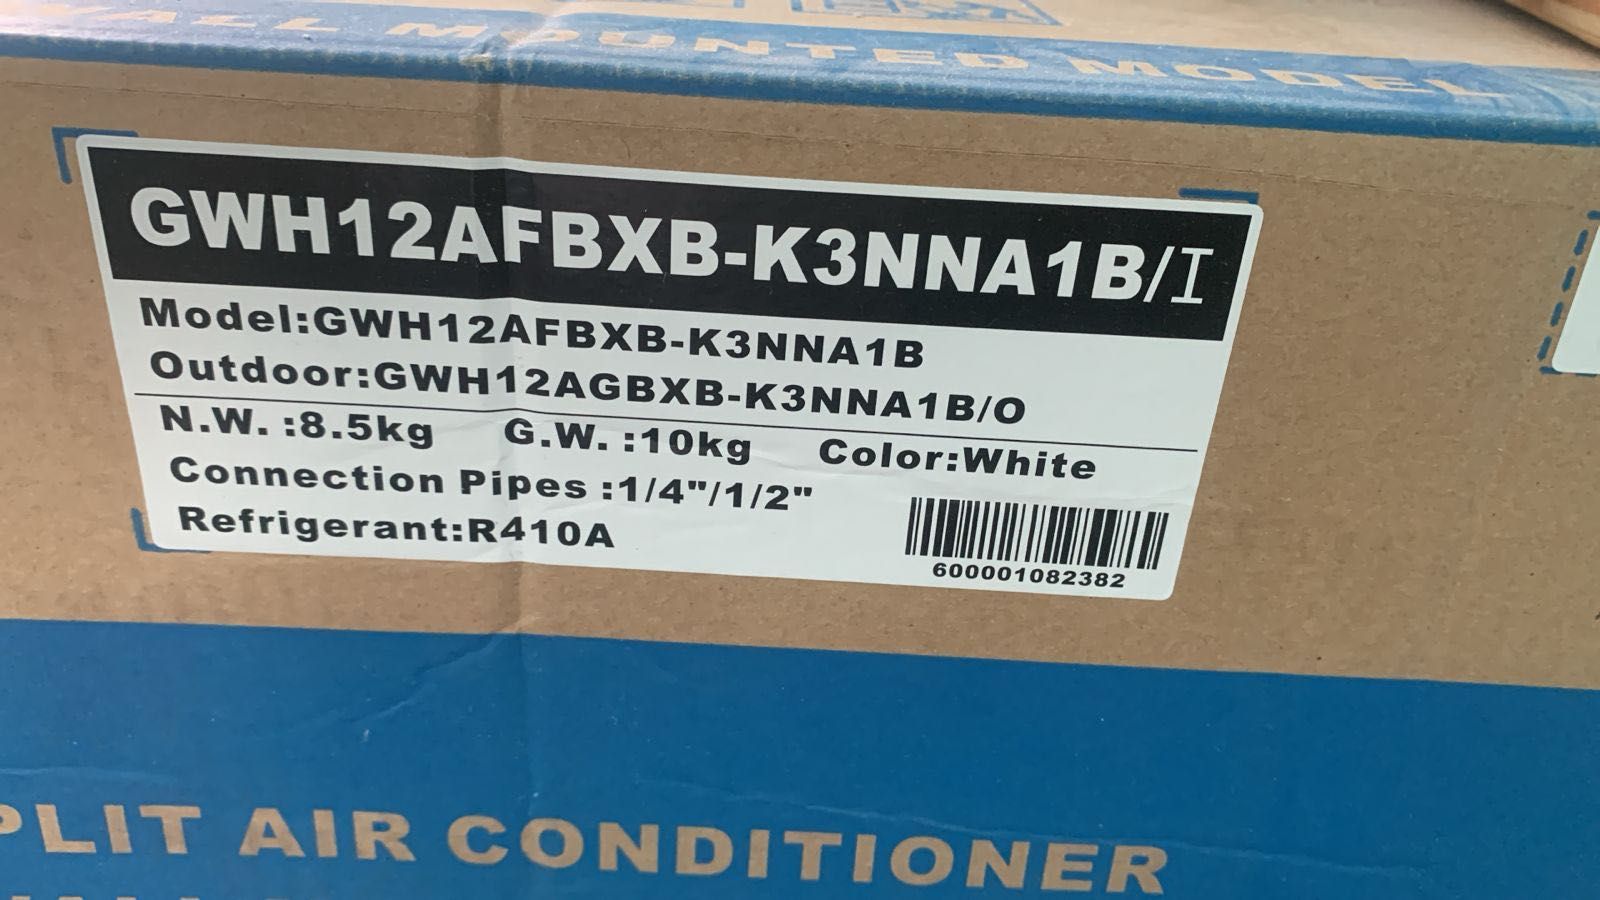 WALL MOUNTED MODEL
GWH12AFBXB-K3NNA1B/I
Model:GWH12AFBXB-K3NNA1B
Outdoor:GWH12AGBXB-K3NNA1B/O
N.W. :8.5kg G.W. :10kg Color:White
Connection Pipes :1/4"/1/2"
Refrigerant:R410A
600001082382
PLIT AIR CONDITIONER